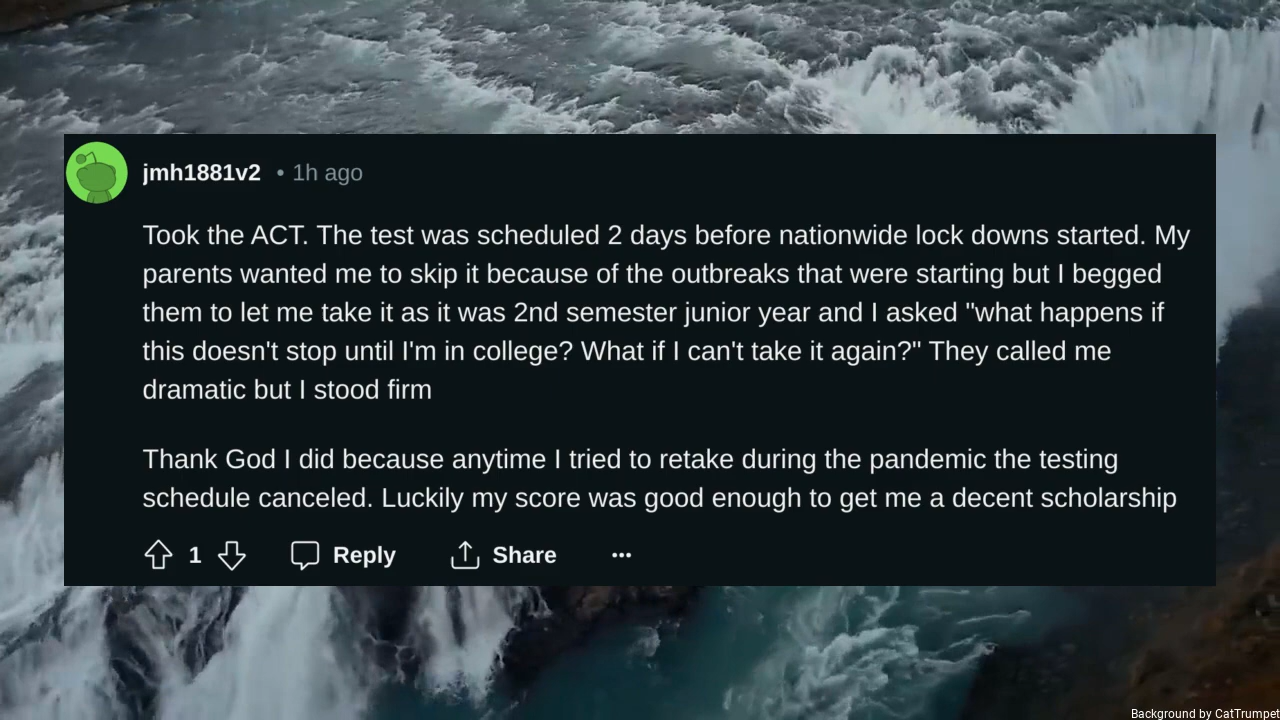 jmh1881v2 • 1h ago
Took the ACT. The test was scheduled 2 days before nationwide lock downs started. My
parents wanted me to skip it because of the outbreaks that were starting but I begged
them to let me take it as it was 2nd semester junior year and I asked "what happens if
this doesn't stop until I'm in college? What if I can't take it again?" They called me
dramatic but I stood firm
Thank God I did because anytime I tried to retake during the pandemic the testing
schedule canceled. Luckily my score was good enough to get me a decent scholarship
1 Reply Share ···
Background by CatTrumpet